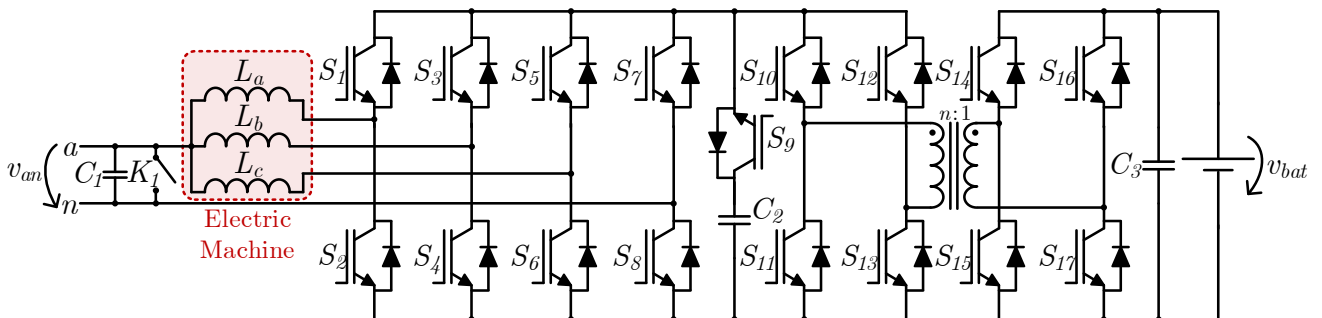 S1 S3 S5 S7 S10 S12 S14 S16
La
Lb
Lc
n:1
a
n
van
C1
K1
S9
C2
C3
vbat
Electric
Machine
S2 S4 S6 S8 S11 S13 S15 S17